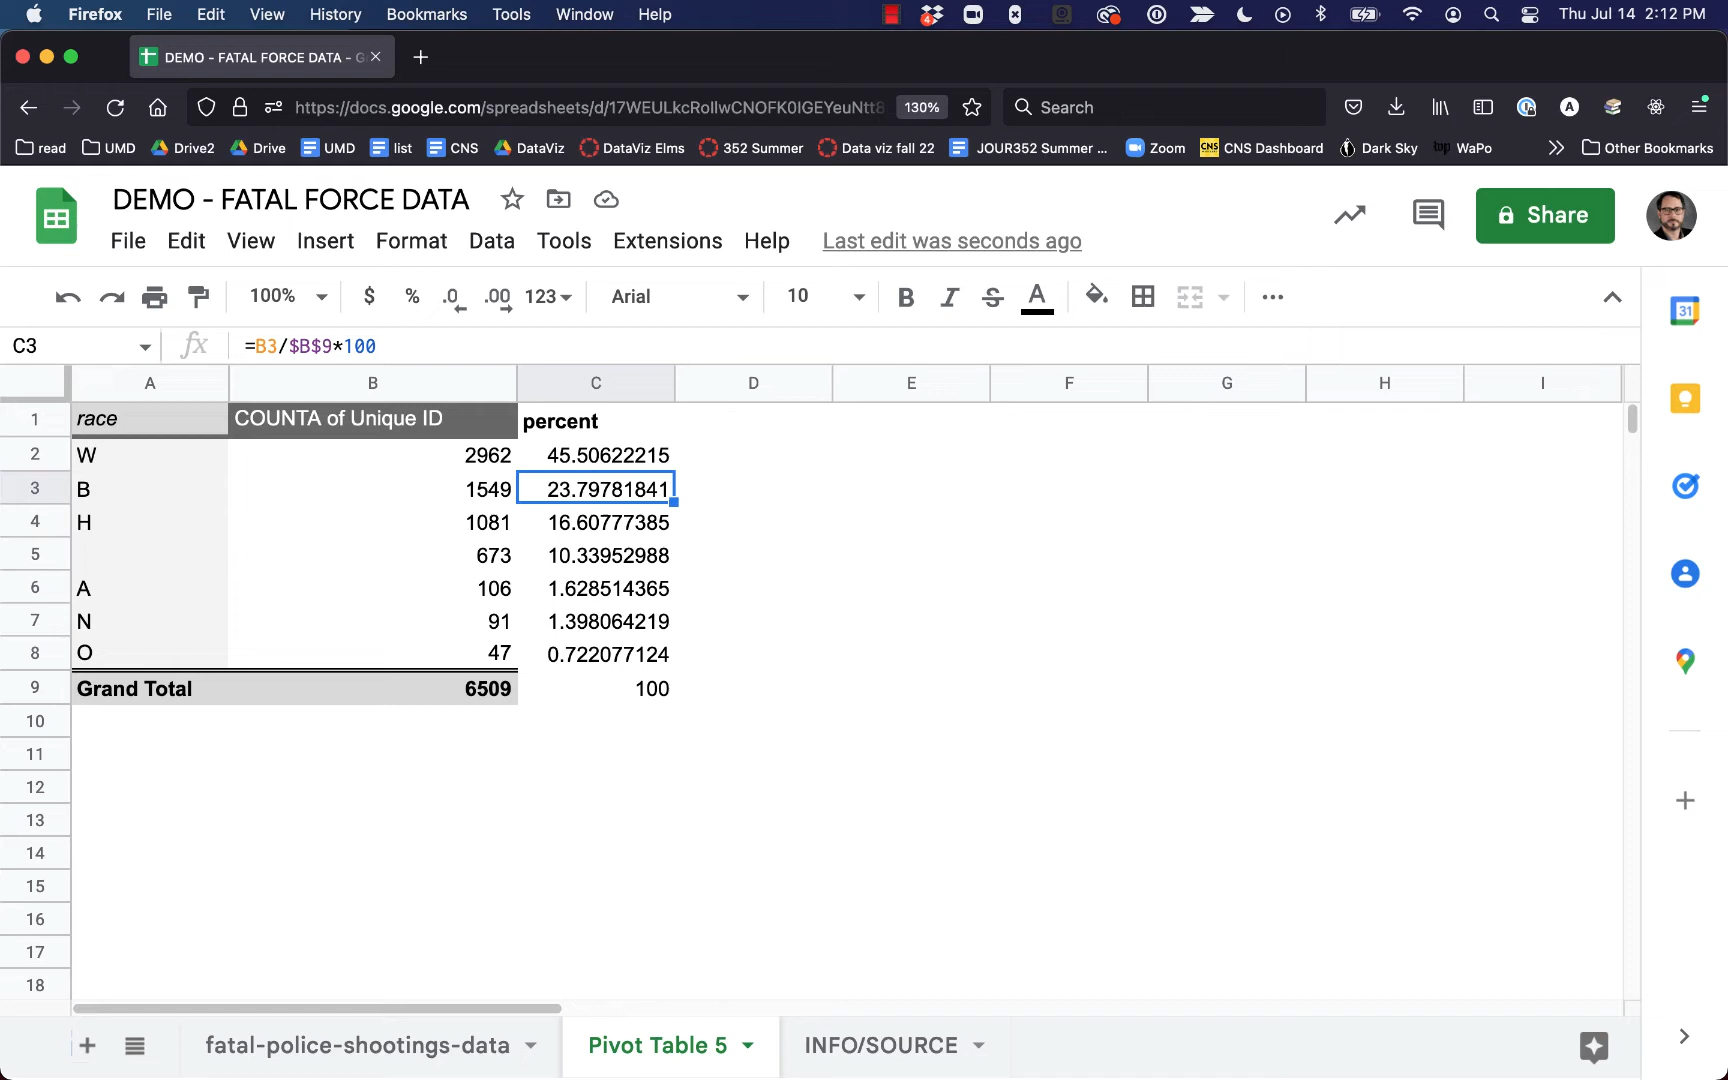 Firefox File Edit View History Bookmarks Tools Window Help 4 Thu Jul 14 2:12 PM
DEMO - FATAL FORCE DATA - G
https://docs.google.com/spreadsheets/d/17WEULkcRollwCNOFK0IGEYeuNtt8 130% Search
read UMD Drive2 Drive UMD list CNS DataViz DataViz Elms 352 Summer Data viz fall 22 JOUR352 Summer ... Zoom CNS CNS Dashboard Dark Sky wp WaPo Other Bookmarks
DEMO - FATAL FORCE DATA
Share
File Edit View Insert Format Data Tools Extensions Help Last edit was seconds ago
100% $ % .0 .00 123 Arial 10 B I S A
31
C3 fx =B3/$B$9*100
A B C D E F G H I
1 race COUNTA of Unique ID percent
2 W 2962 45.50622215
3 B 1549 23.79781841
4 H 1081 16.60777385
5 673 10.33952988
6 A 106 1.628514365
7 N 91 1.398064219
8 O 47 0.722077124
9 Grand Total 6509 100
10
11
12
13
14
15
16
17
18
fatal-police-shootings-data Pivot Table 5 INFO/SOURCE